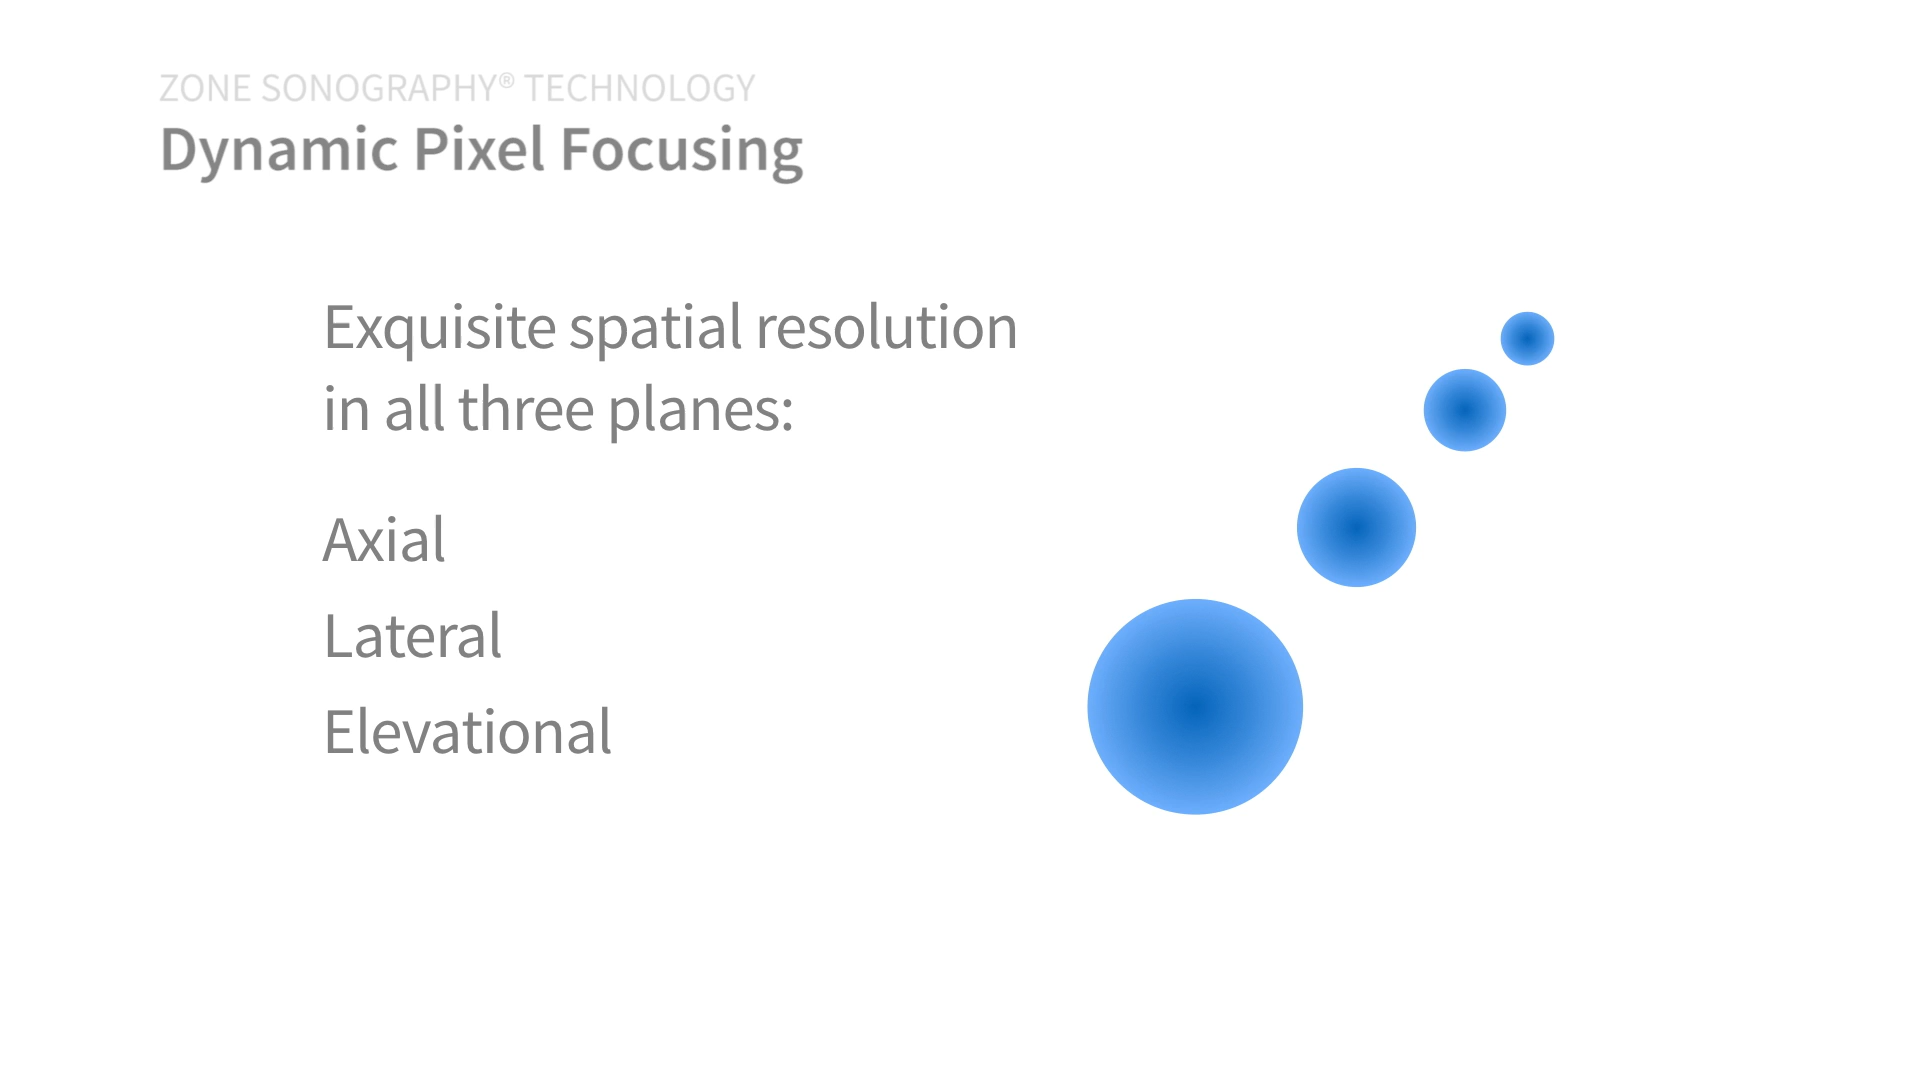 ZONE SONOGRAPHY® TECHNOLOGY
Dynamic Pixel Focusing
Exquisite spatial resolution
in all three planes:
Axial
Lateral
Elevational